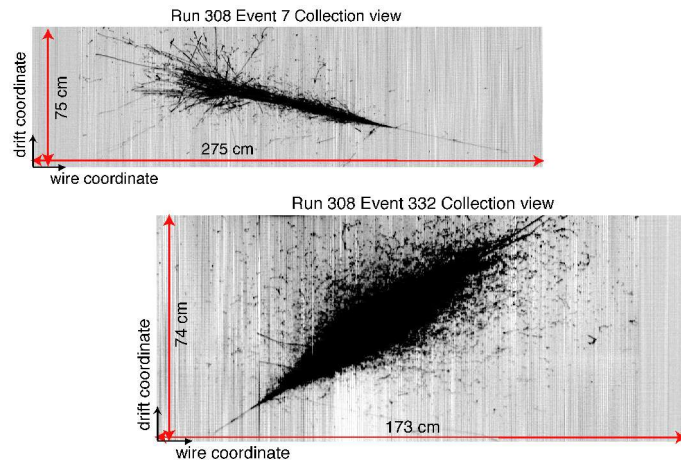 Run 308 Event 7 Collection view
drift coordinate
75 cm
275 cm
wire coordinate
Run 308 Event 332 Collection view
drift coordinate
74 cm
173 cm
wire coordinate